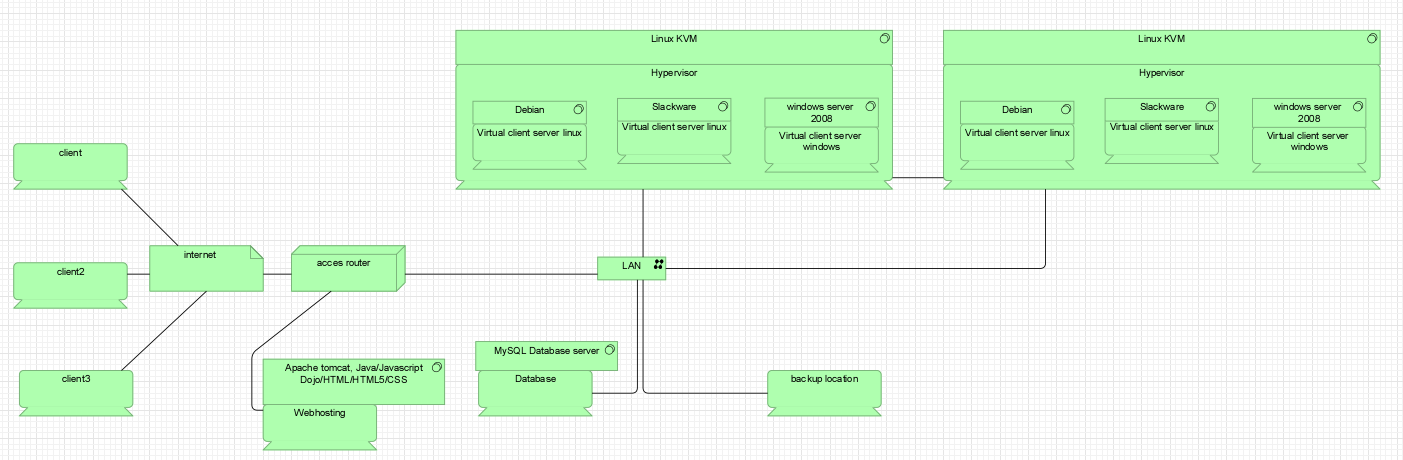 Linux KVM
Hypervisor
Debian
Virtual client server linux
Slackware
Virtual client server linux
windows server
2008
Virtual client server
windows
Linux KVM
Hypervisor
Debian
Virtual client server linux
Slackware
Virtual client server linux
windows server
2008
Virtual client server
windows
client
internet
acces router
LAN
client2
client3
Apache tomcat, Java/Javascript
Dojo/HTML/HTML5/CSS
Webhosting
MySQL Database server
Database
backup location